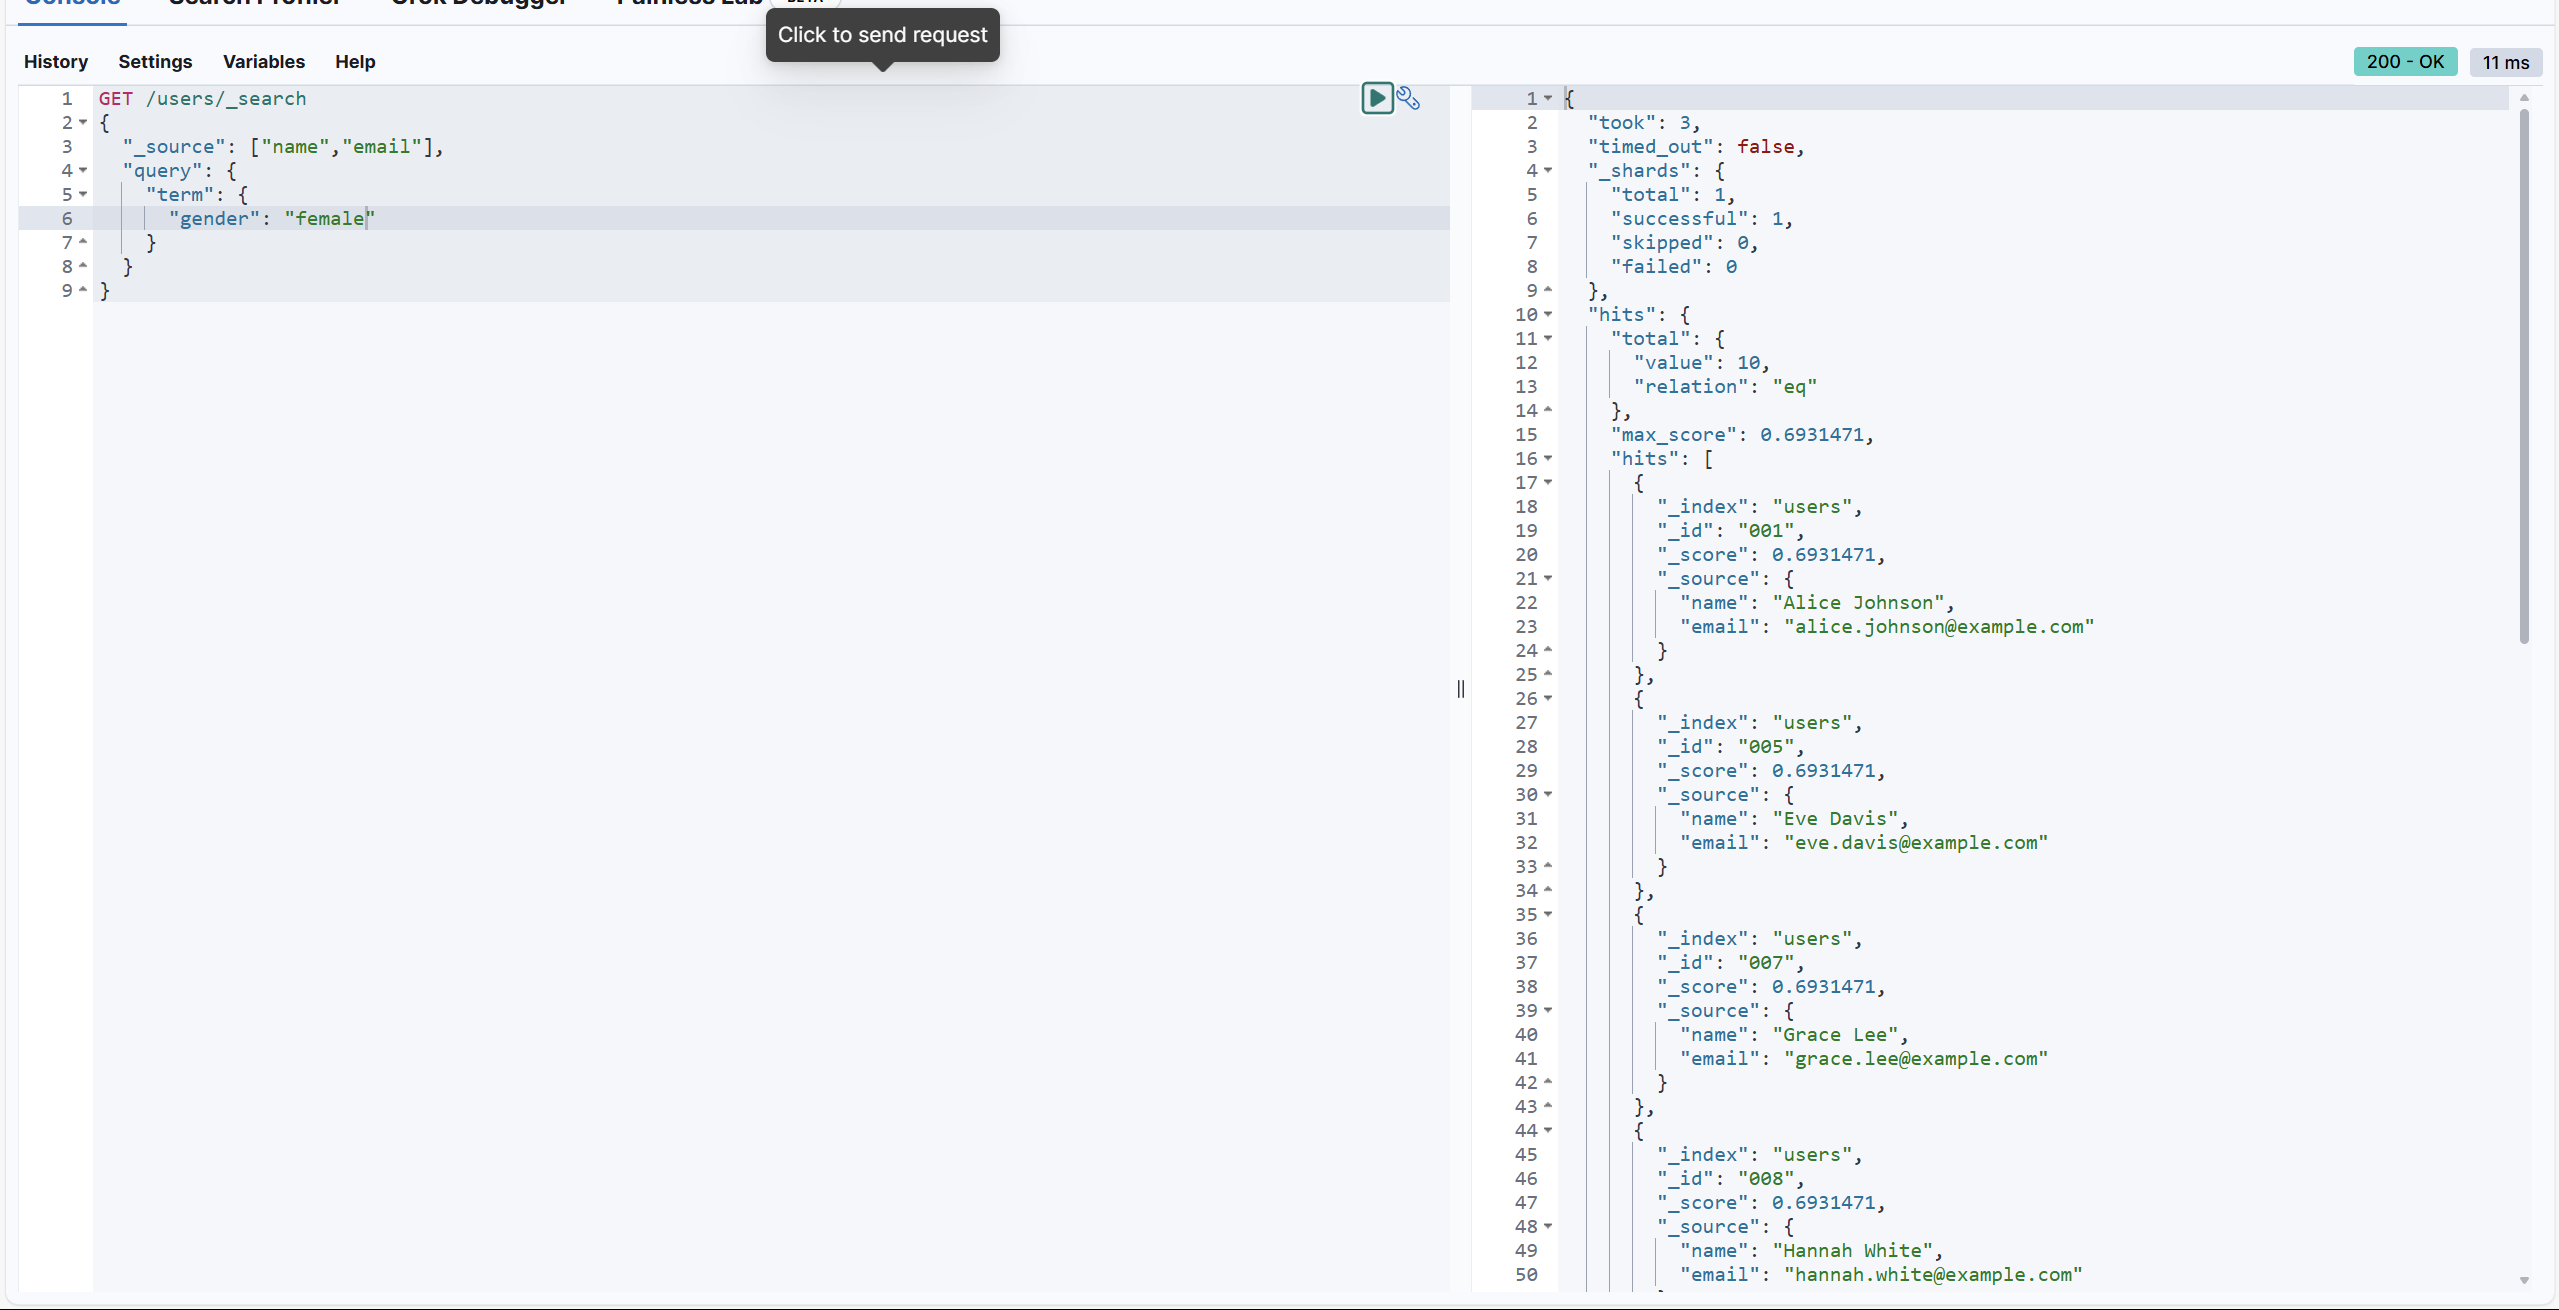 Console Search Profiler Grok Debugger Painless Lab BETA
Click to send request
History Settings Variables Help
200 - OK 11 ms
1 GET /users/_search
2 {
3 "_source": ["name","email"],
4 "query": {
5 "term": {
6 "gender": "female"
7 }
8 }
9 }
1 {
2 "took": 3,
3 "timed_out": false,
4 "_shards": {
5 "total": 1,
6 "successful": 1,
7 "skipped": 0,
8 "failed": 0
9 },
10 "hits": {
11 "total": {
12 "value": 10,
13 "relation": "eq"
14 },
15 "max_score": 0.6931471,
16 "hits": [
17 {
18 "_index": "users",
19 "_id": "001",
20 "_score": 0.6931471,
21 "_source": {
22 "name": "Alice Johnson",
23 "email": "alice.johnson@example.com"
24 }
25 },
26 {
27 "_index": "users",
28 "_id": "005",
29 "_score": 0.6931471,
30 "_source": {
31 "name": "Eve Davis",
32 "email": "eve.davis@example.com"
33 }
34 },
35 {
36 "_index": "users",
37 "_id": "007",
38 "_score": 0.6931471,
39 "_source": {
40 "name": "Grace Lee",
41 "email": "grace.lee@example.com"
42 }
43 },
44 {
45 "_index": "users",
46 "_id": "008",
47 "_score": 0.6931471,
48 "_source": {
49 "name": "Hannah White",
50 "email": "hannah.white@example.com"